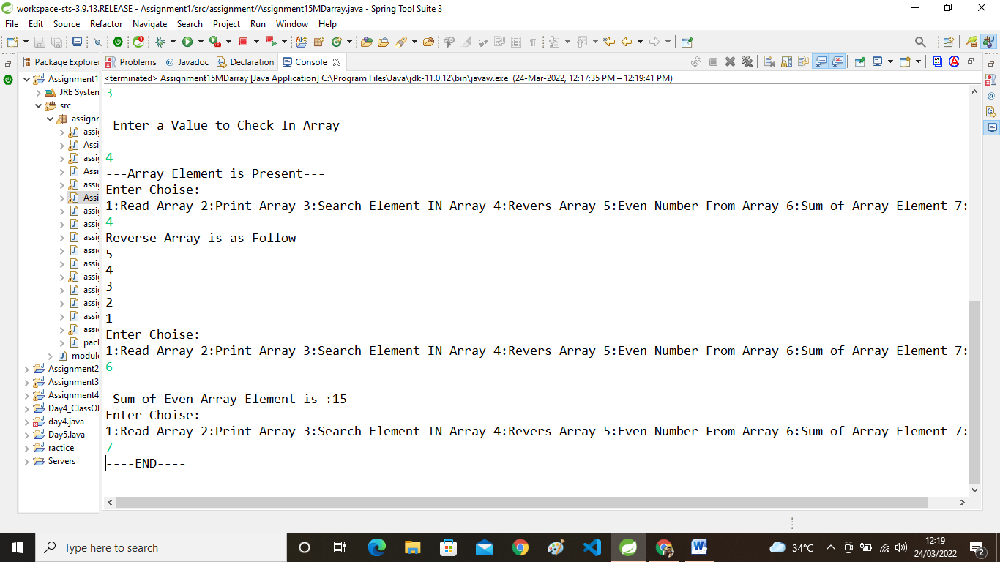 workspace-sts-3.9.13.RELEASE - Assignment1/src/assignment/Assignment15MDarray.java - Spring Tool Suite 3
File Edit Source Refactor Navigate Search Project Run Window Help
Package Explorer
Problems @ Javadoc Declaration Console
<terminated> Assignment15MDarray [Java Application] C:\Program Files\Java\jdk-11.0.12\bin\javaw.exe (24-Mar-2022, 12:17:35 PM – 12:19:41 PM)
Assignment1
JRE System
src
assignr
assi
Assi
assi
Assi
assi
Assi
assi
assi
assi
assi
assi
assi
assi
assi
assi
assi
pac
module
Assignment2
Assignment3
Assignment4
Day4_ClassOl
day4.java
Day5.lava
ractice
Servers
3
Enter a Value to Check In Array
4
---Array Element is Present---
Enter Choise:
1:Read Array 2:Print Array 3:Search Element IN Array 4:Revers Array 5:Even Number From Array 6:Sum of Array Element 7:
4
Reverse Array is as Follow
5
4
3
2
1
Enter Choise:
1:Read Array 2:Print Array 3:Search Element IN Array 4:Revers Array 5:Even Number From Array 6:Sum of Array Element 7:
6
Sum of Even Array Element is :15
Enter Choise:
1:Read Array 2:Print Array 3:Search Element IN Array 4:Revers Array 5:Even Number From Array 6:Sum of Array Element 7:
7
----END----
Type here to search
34°C
12:19
24/03/2022
2